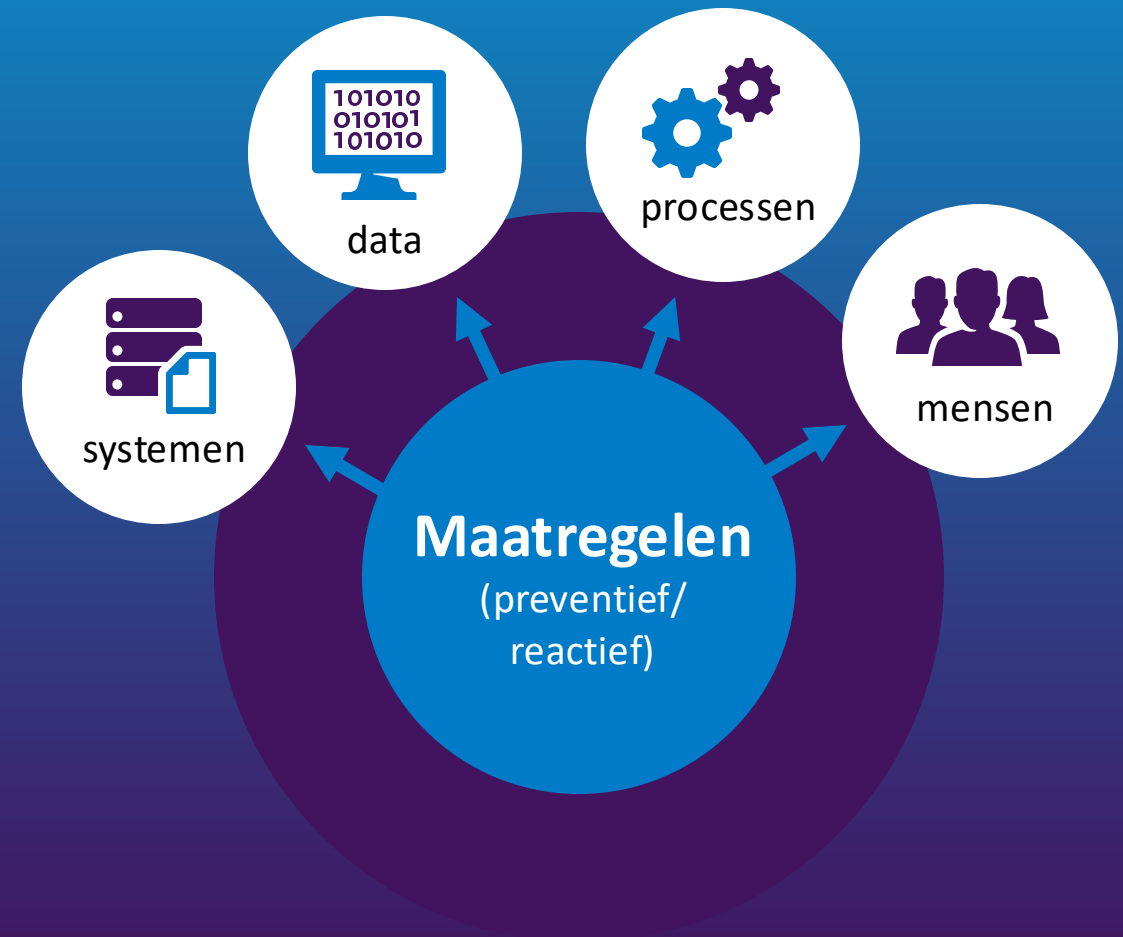 101010
010101
101010
data
processen
systemen
mensen
Maatregelen
(preventief/
reactief)